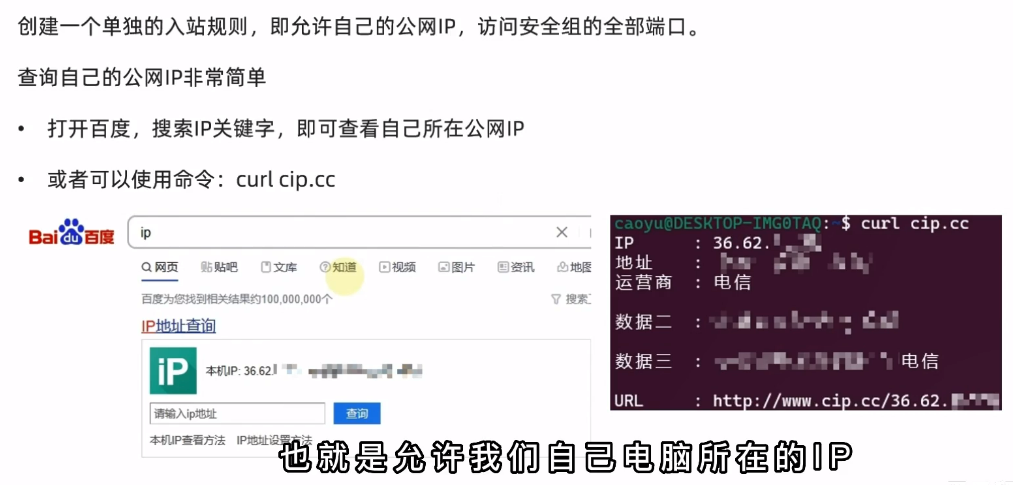 创建一个单独的入站规则，即允许自己的公网IP，访问安全组的全部端口。
查询自己的公网IP非常简单
• 打开百度，搜索IP关键字，即可查看自己所在公网IP
• 或者可以使用命令：curl cip.cc
Bai du 百度
ip
网页 贴吧 文库 知道 视频 图片 资讯 地图
百度为您找到相关结果约100,000,000个
搜索
IP地址查询
iP
本机IP: 36.62.
请输入ip地址
查询
本机IP查看方法 IP地址设置方法
caoyu@DESKTOP-IMG0TAQ:~$ curl cip.cc
IP : 36.62.
地址 :
运营商 : 电信
数据二 :
数据三 : 电信
URL : http://www.cip.cc/36.62.
也就是允许我们自己电脑所在的IP